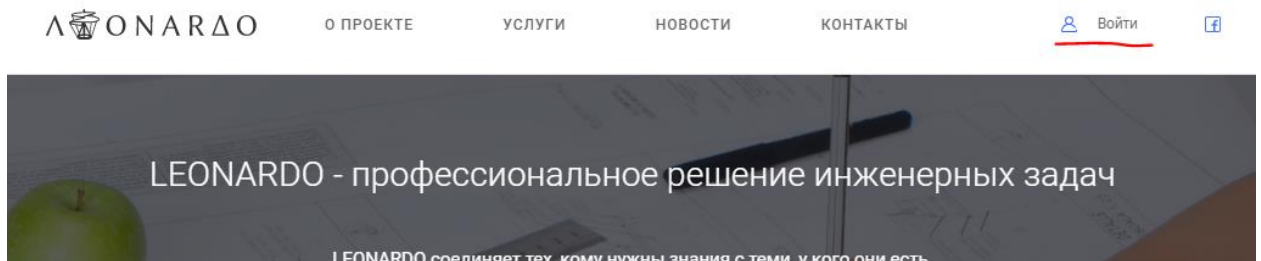 LEONARDO
О ПРОЕКТЕ УСЛУГИ НОВОСТИ КОНТАКТЫ Войти
LEONARDO - профессиональное решение инженерных задач
LEONARDO соединяет тех, кому нужны знания с теми, у кого они есть